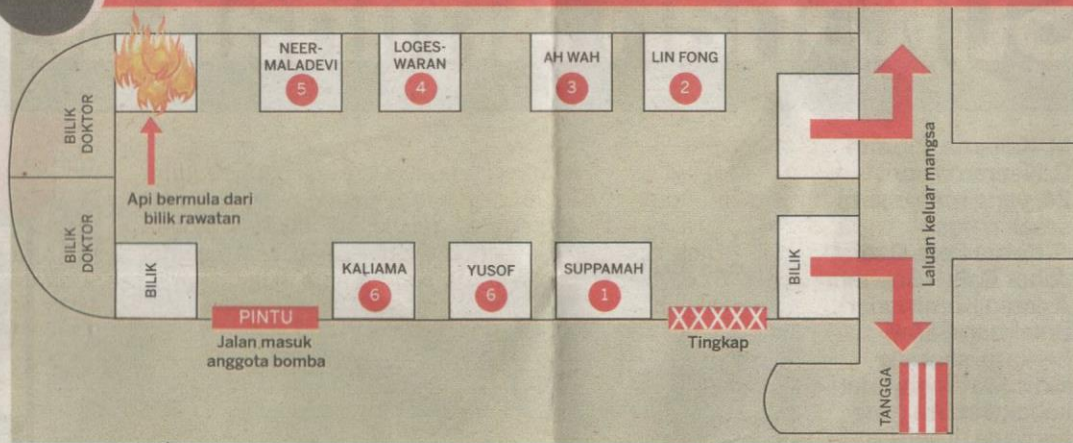 NEER-
MALADEVI
5
LOGES-
WARAN
4
AH WAH
3
LIN FONG
2
BILIK
DOKTOR
Api bermula dari
bilik rawatan
BILIK
DOKTOR
BILIK
PINTU
Jalan masuk
anggota bomba
KALIAMA
6
YUSOF
6
SUPPAMAH
1
Tingkap
BILIK
Laluan keluar mangsa
TANGGA